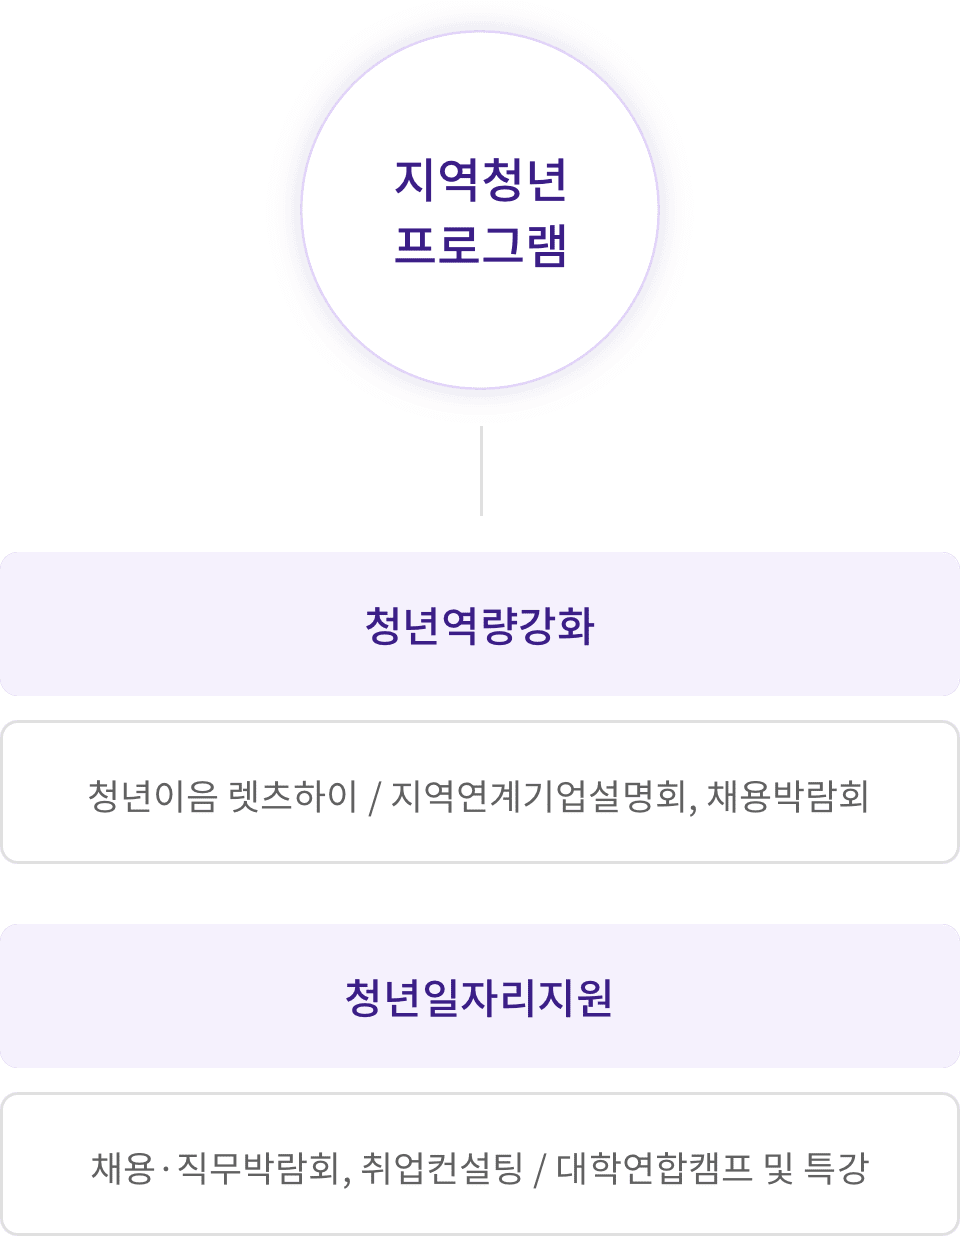 지역청년
프로그램
청년역량강화
청년이음 렛츠하이 / 지역연계기업설명회, 채용박람회
청년일자리지원
채용·직무박람회, 취업컨설팅 / 대학연합캠프 및 특강